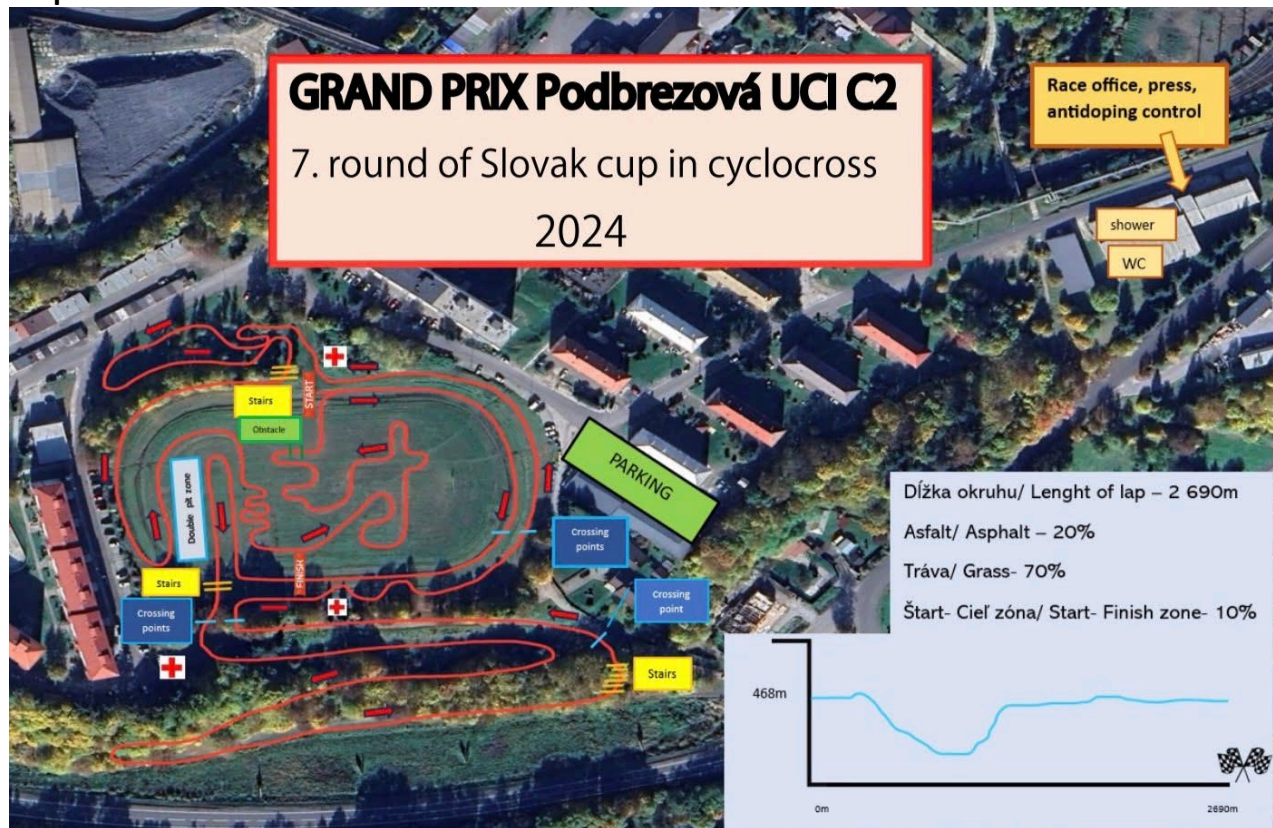 GRAND PRIX Podbrezová UCI C2
7. round of Slovak cup in cyclocross
2024
Race office, press,
antidoping control
shower
WC
Stairs
START
Obstacle
PARKING
Double pit zone
FINISH
Crossing
points
Stairs
Crossing
points
Crossing
point
Stairs
Dĺžka okruhu/ Lenght of lap – 2 690m
Asfalt/ Asphalt – 20%
Tráva/ Grass- 70%
Štart- Cieľ zóna/ Start- Finish zone- 10%
468m
0m
2690m